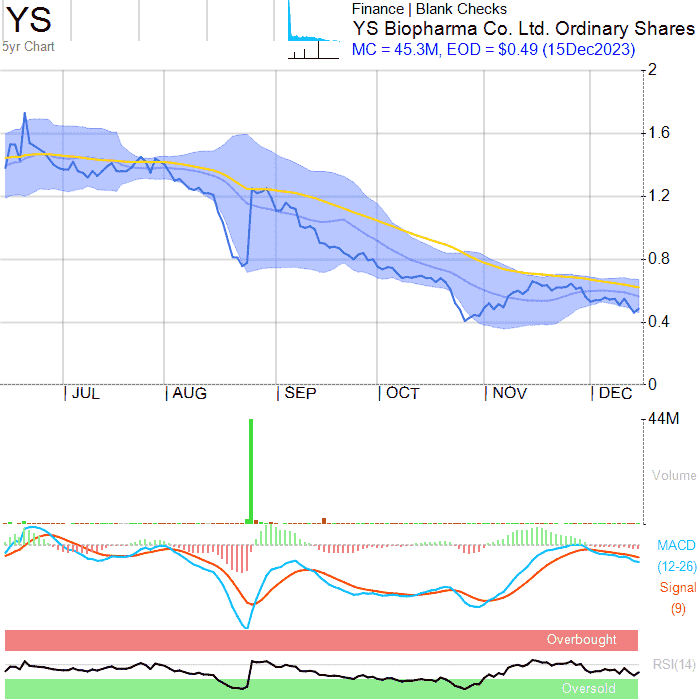 YS
5yr Chart
Finance | Blank Checks
YS Biopharma Co. Ltd. Ordinary Shares
MC = 45.3M, EOD = $0.49 (15Dec2023)
2
1.6
1.2
0.8
0.4
0
| JUL | AUG | SEP | OCT | NOV | DEC
44M
Volume
MACD
(12-26)
Signal
(9)
Overbought
RSI(14)
Oversold